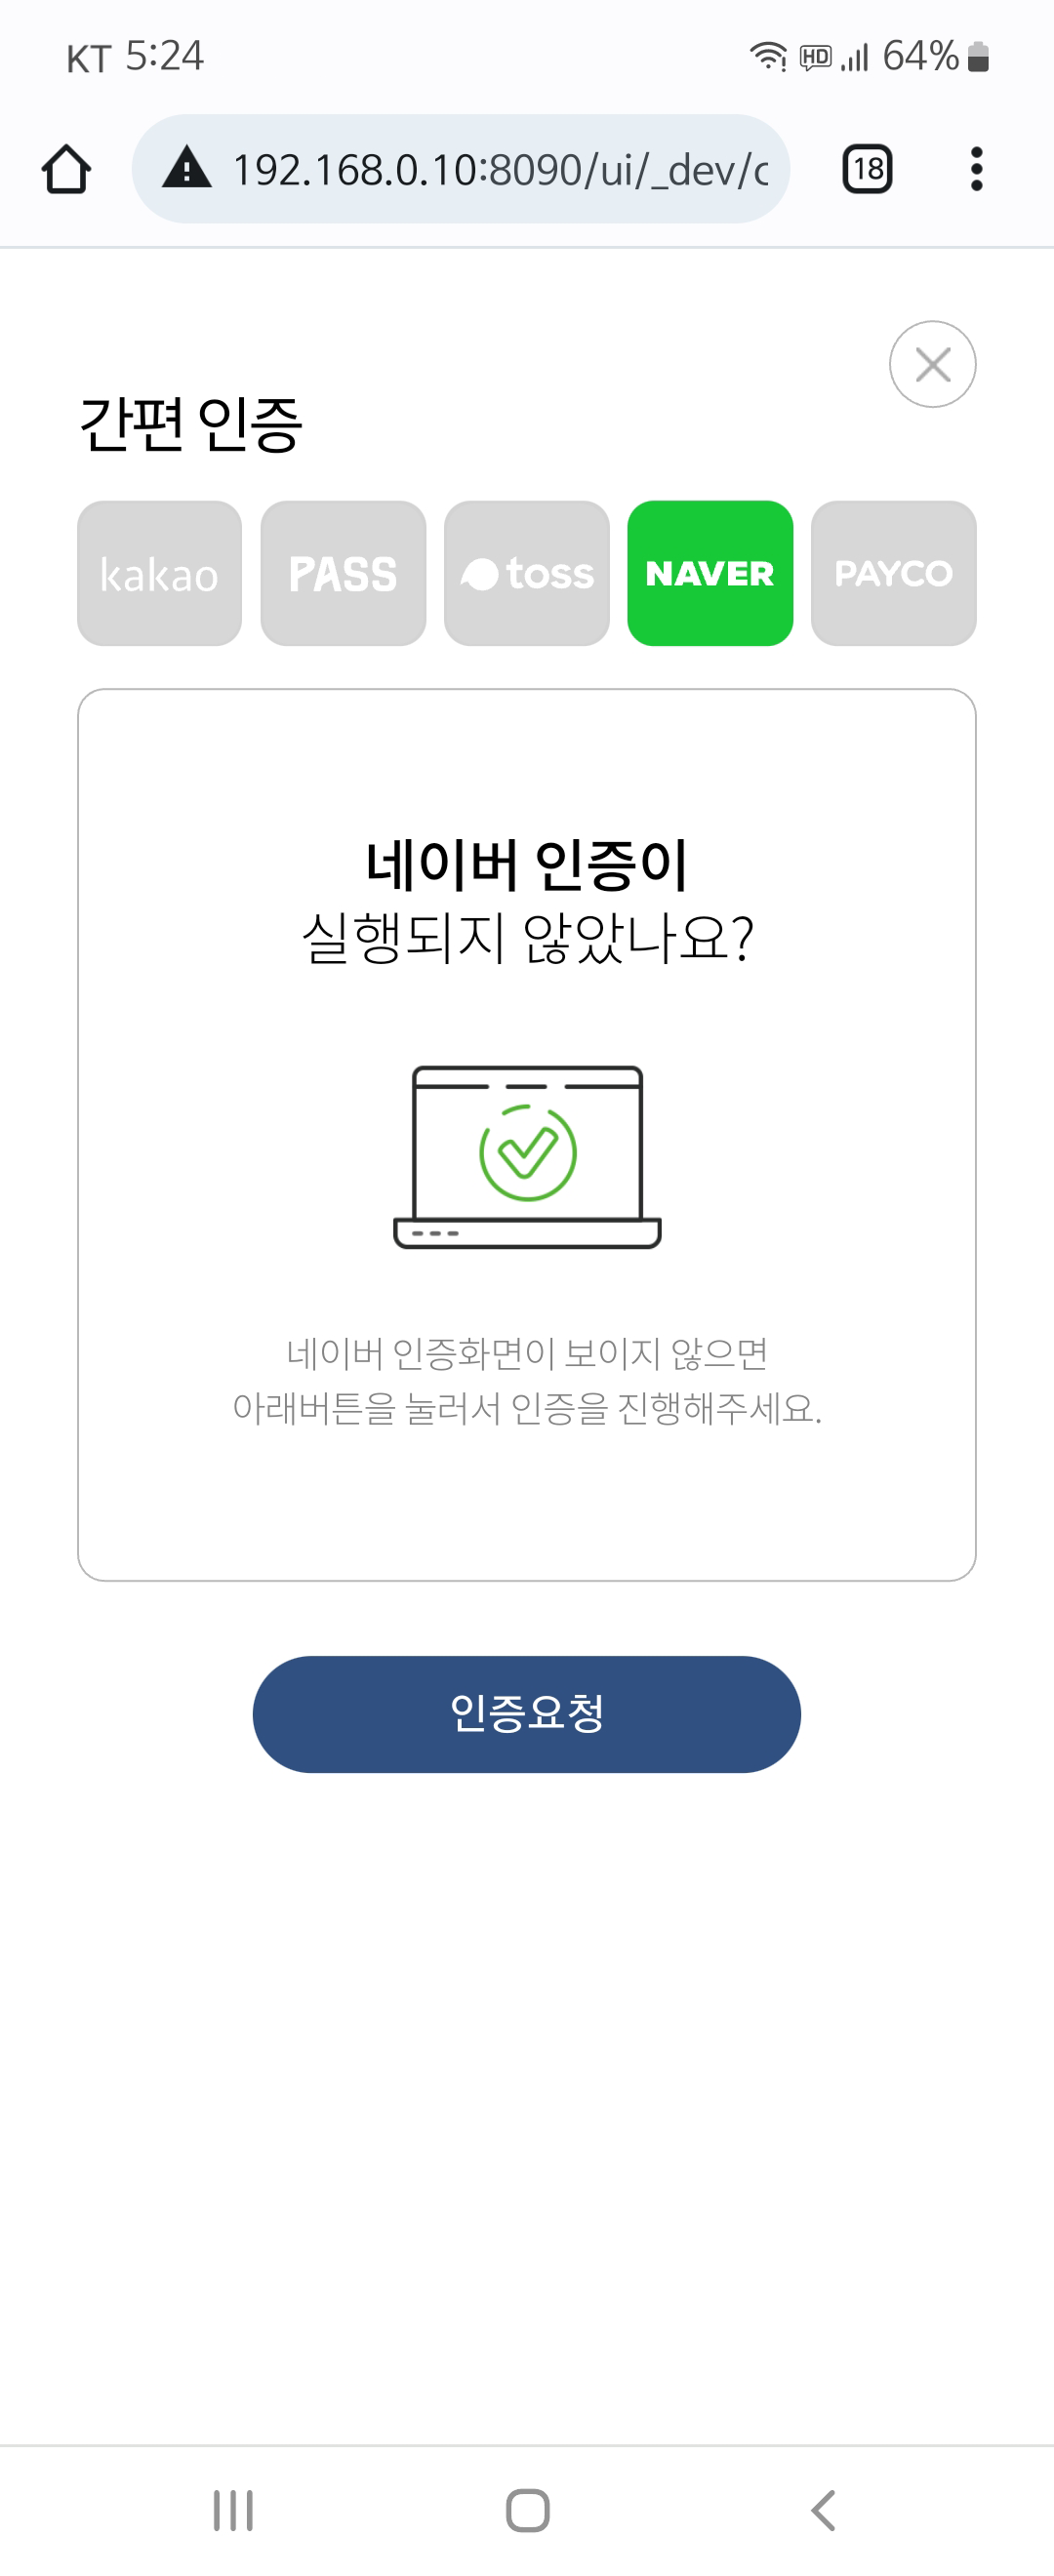 KT 5:24 HD 64%
192.168.0.10:8090/ui/_dev/c 18
간편 인증
kakao PASS toss NAVER PAYCO
네이버 인증이
실행되지 않았나요?
네이버 인증화면이 보이지 않으면
아래버튼을 눌러서 인증을 진행해주세요.
인증요청